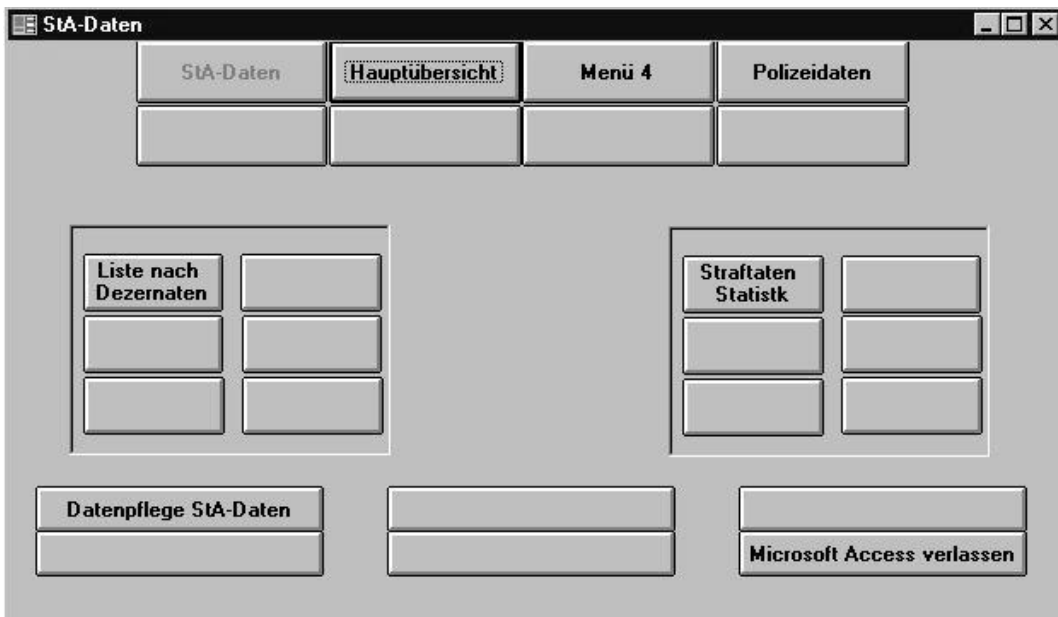 StA-Daten
StA-Daten
Hauptübersicht
Menü 4
Polizeidaten
Liste nach
Dezernaten
Straftaten
Statistk
Datenpflege StA-Daten
Microsoft Access verlassen